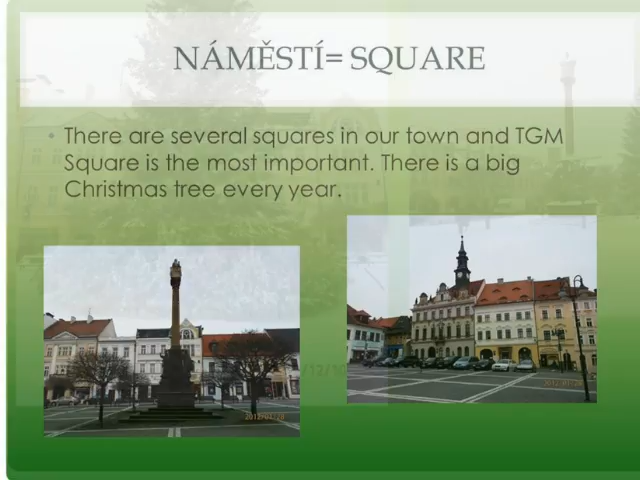 NÁMĚSTÍ= SQUARE
There are several squares in our town and TGM
Square is the most important. There is a big
Christmas tree every year.